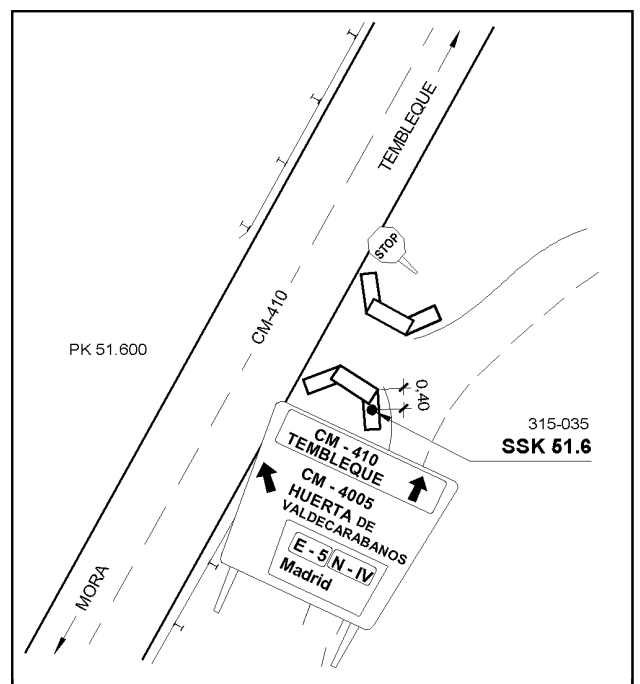 TEMBLEQUE
STOP
CM-410
PK 51.600
0,40
315-035
SSK 51.6
CM - 410
TEMBLEQUE
CM - 4005
HUERTA DE
VALDECARABANOS
E - 5 N - IV
Madrid
MORA